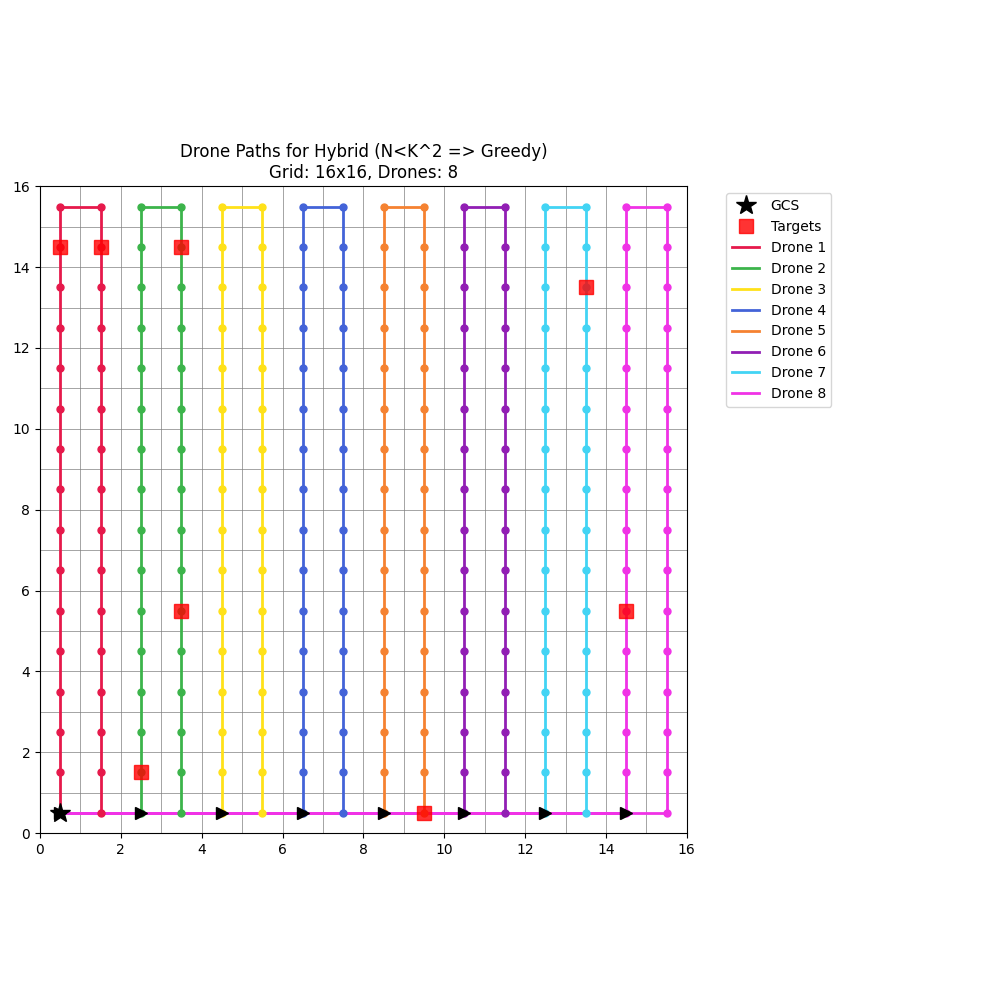 Drone Paths for Hybrid (N<K^2 => Greedy)
Grid: 16x16, Drones: 8
16
14
12
10
8
6
4
2
0
0 2 4 6 8 10 12 14 16
GCS
Targets
Drone 1
Drone 2
Drone 3
Drone 4
Drone 5
Drone 6
Drone 7
Drone 8